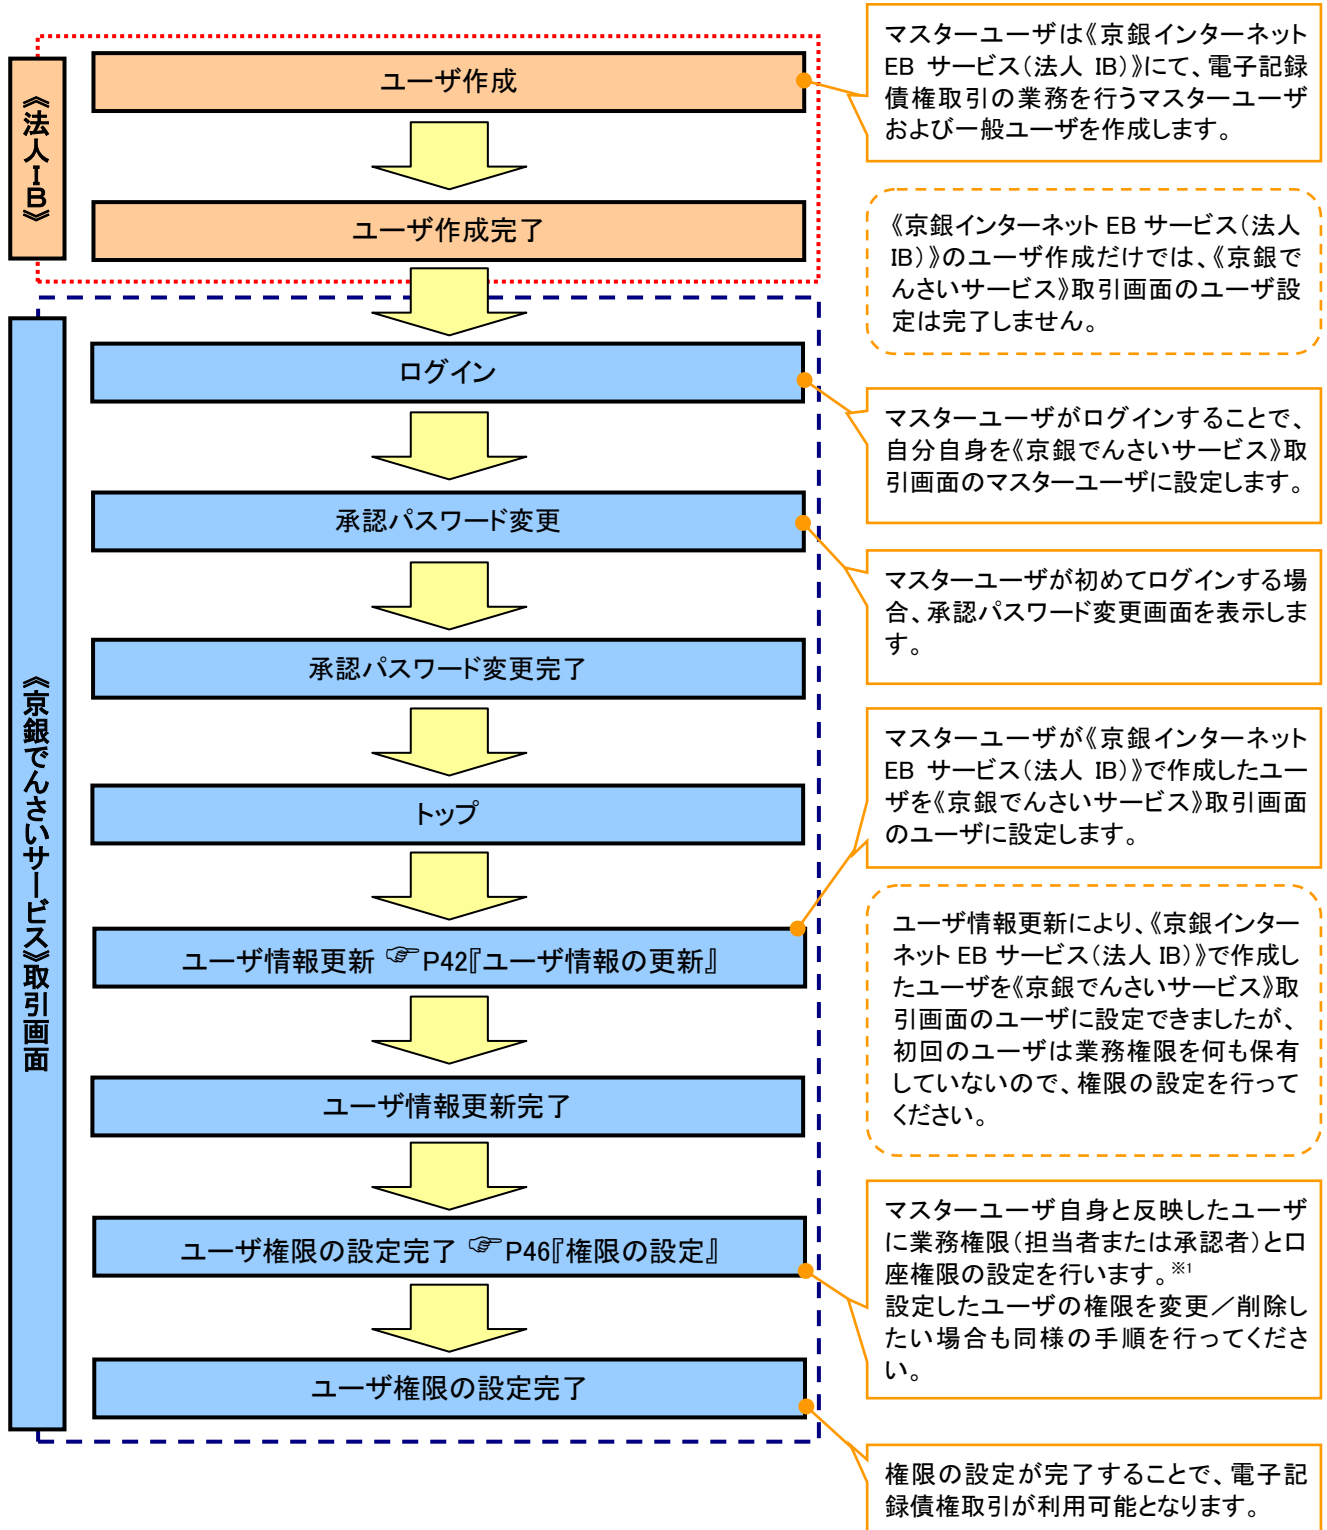 《法人ⅠB》
ユーザ作成
ユーザ作成完了
マスターユーザは《京銀インターネット
EB サービス（法人 IB）》にて、電子記録
債権取引の業務を行うマスターユーザ
および一般ユーザを作成します。
《京銀インターネット EB サービス（法人
IB）》のユーザ作成だけでは、《京銀で
んさいサービス》取引画面のユーザ設
定は完了しません。
《京銀でんさいサービス》取引画面
ログイン
マスターユーザがログインすることで、
自分自身を《京銀でんさいサービス》取
引画面のマスターユーザに設定します。
承認パスワード変更
マスターユーザが初めてログインする場
合、承認パスワード変更画面を表示しま
す。
承認パスワード変更完了
トップ
マスターユーザが《京銀インターネット
EB サービス（法人 IB）》で作成したユー
ザを《京銀でんさいサービス》取引画面
のユーザに設定します。
ユーザ情報更新 ☞P42『ユーザ情報の更新』
ユーザ情報更新により、《京銀インター
ネット EB サービス（法人 IB）》で作成し
たユーザを《京銀でんさいサービス》取
引画面のユーザに設定できましたが、
初回のユーザは業務権限を何も保有
していないので、権限の設定を行って
ください。
ユーザ情報更新完了
ユーザ権限の設定完了 ☞P46『権限の設定』
マスターユーザ自身と反映したユーザ
に業務権限（担当者または承認者）と口
座権限の設定を行います。※1
設定したユーザの権限を変更／削除し
たい場合も同様の手順を行ってくださ
い。
ユーザ権限の設定完了
権限の設定が完了することで、電子記
録債権取引が利用可能となります。